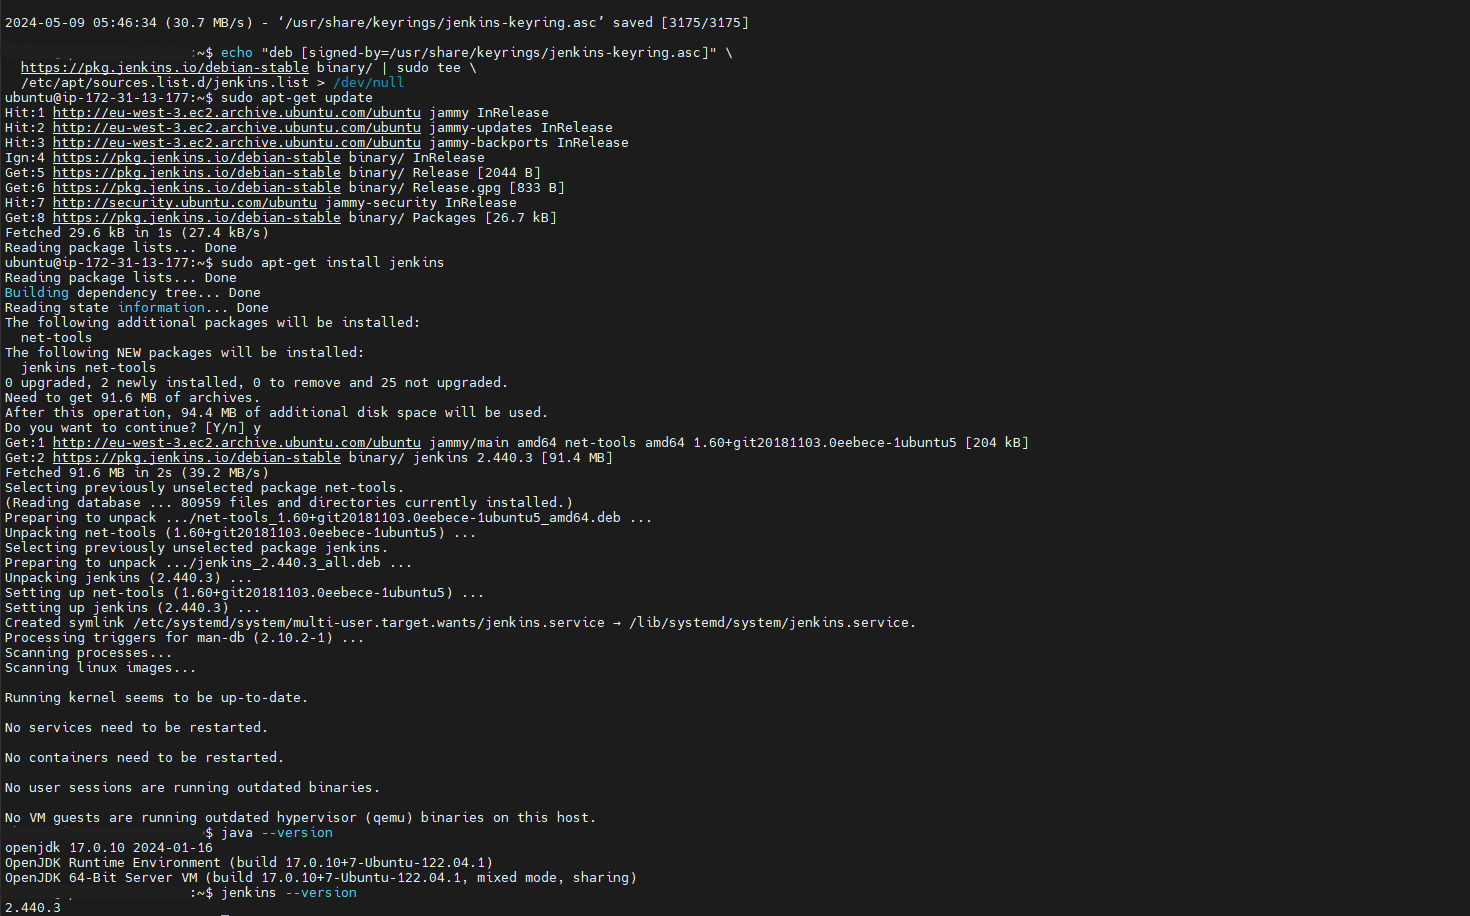 2024-05-09 05:46:34 (30.7 MB/s) - ‘/usr/share/keyrings/jenkins-keyring.asc’ saved [3175/3175]
:~$ echo "deb [signed-by=/usr/share/keyrings/jenkins-keyring.asc]" \
https://pkg.jenkins.io/debian-stable binary/ | sudo tee \
/etc/apt/sources.list.d/jenkins.list > /dev/null
ubuntu@ip-172-31-13-177:~$ sudo apt-get update
Hit:1 http://eu-west-3.ec2.archive.ubuntu.com/ubuntu jammy InRelease
Hit:2 http://eu-west-3.ec2.archive.ubuntu.com/ubuntu jammy-updates InRelease
Hit:3 http://eu-west-3.ec2.archive.ubuntu.com/ubuntu jammy-backports InRelease
Ign:4 https://pkg.jenkins.io/debian-stable binary/ InRelease
Get:5 https://pkg.jenkins.io/debian-stable binary/ Release [2044 B]
Get:6 https://pkg.jenkins.io/debian-stable binary/ Release.gpg [833 B]
Hit:7 http://security.ubuntu.com/ubuntu jammy-security InRelease
Get:8 https://pkg.jenkins.io/debian-stable binary/ Packages [26.7 kB]
Fetched 29.6 kB in 1s (27.4 kB/s)
Reading package lists... Done
ubuntu@ip-172-31-13-177:~$ sudo apt-get install jenkins
Reading package lists... Done
Building dependency tree... Done
Reading state information... Done
The following additional packages will be installed:
net-tools
The following NEW packages will be installed:
jenkins net-tools
0 upgraded, 2 newly installed, 0 to remove and 25 not upgraded.
Need to get 91.6 MB of archives.
After this operation, 94.4 MB of additional disk space will be used.
Do you want to continue? [Y/n] y
Get:1 http://eu-west-3.ec2.archive.ubuntu.com/ubuntu jammy/main amd64 net-tools amd64 1.60+git20181103.0eebece-1ubuntu5 [204 kB]
Get:2 https://pkg.jenkins.io/debian-stable binary/ jenkins 2.440.3 [91.4 MB]
Fetched 91.6 MB in 2s (39.2 MB/s)
Selecting previously unselected package net-tools.
(Reading database ... 80959 files and directories currently installed.)
Preparing to unpack .../net-tools_1.60+git20181103.0eebece-1ubuntu5_amd64.deb ...
Unpacking net-tools (1.60+git20181103.0eebece-1ubuntu5) ...
Selecting previously unselected package jenkins.
Preparing to unpack .../jenkins_2.440.3_all.deb ...
Unpacking jenkins (2.440.3) ...
Setting up net-tools (1.60+git20181103.0eebece-1ubuntu5) ...
Setting up jenkins (2.440.3) ...
Created symlink /etc/systemd/system/multi-user.target.wants/jenkins.service → /lib/systemd/system/jenkins.service.
Processing triggers for man-db (2.10.2-1) ...
Scanning processes...
Scanning linux images...
Running kernel seems to be up-to-date.
No services need to be restarted.
No containers need to be restarted.
No user sessions are running outdated binaries.
No VM guests are running outdated hypervisor (qemu) binaries on this host.
$ java --version
openjdk 17.0.10 2024-01-16
OpenJDK Runtime Environment (build 17.0.10+7-Ubuntu-122.04.1)
OpenJDK 64-Bit Server VM (build 17.0.10+7-Ubuntu-122.04.1, mixed mode, sharing)
:~$ jenkins --version
2.440.3